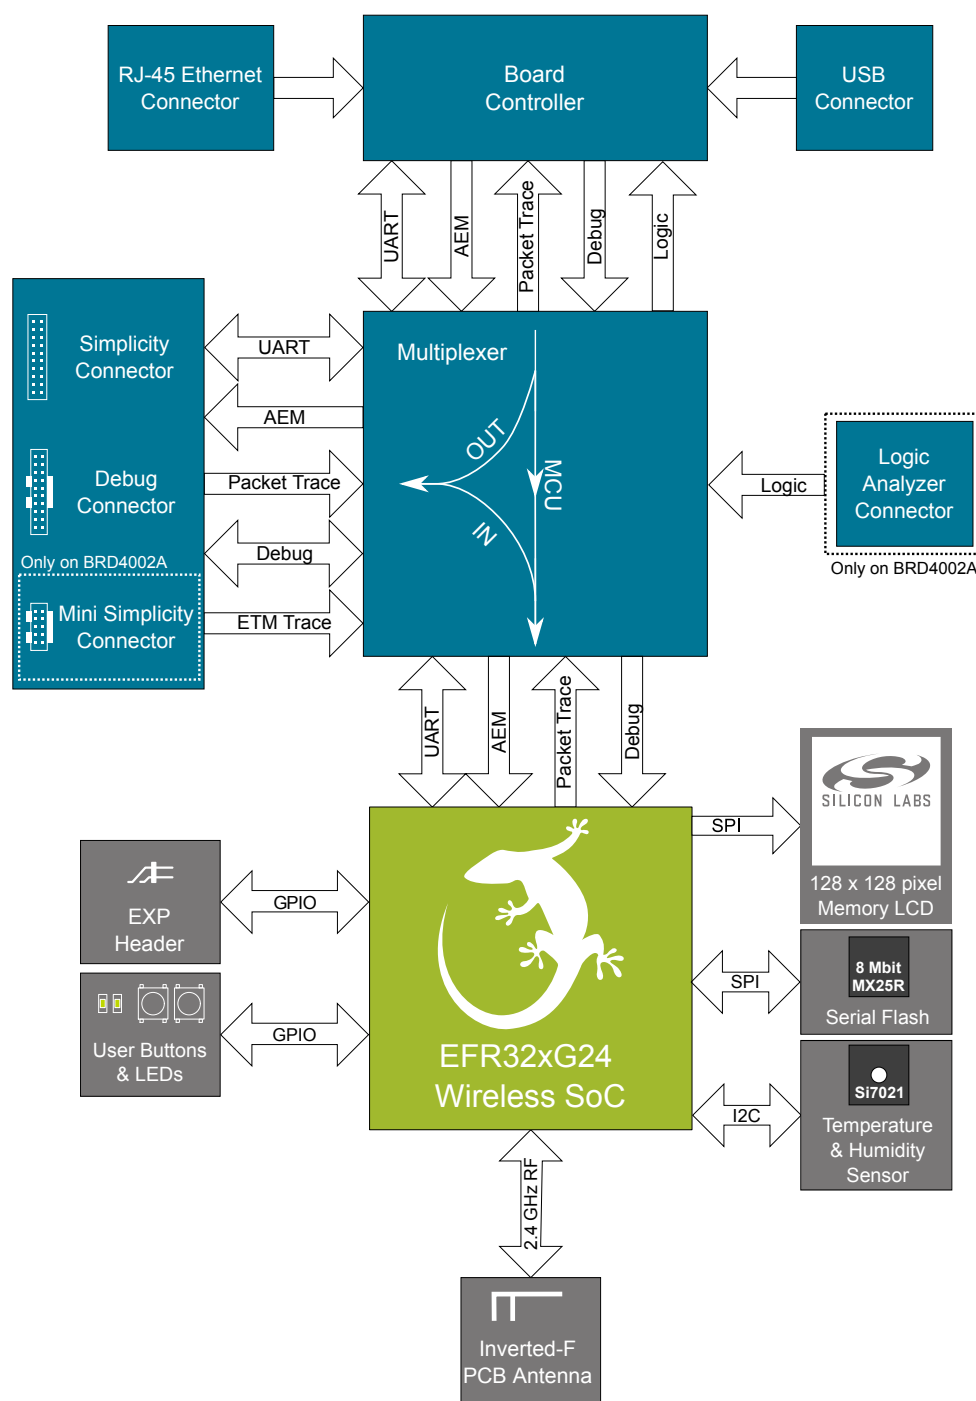 RJ-45 Ethernet
Connector
Board
Controller
USB
Connector
UART
AEM
Packet Trace
Debug
Logic
Simplicity
Connector
UART
AEM
Debug
Connector
Packet Trace
Debug
Only on BRD4002A
Mini Simplicity
Connector
ETM Trace
Multiplexer
OUT
MCU
IN
Logic
Logic
Analyzer
Connector
Only on BRD4002A
UART
AEM
Packet Trace
Debug
SPI
SILICON LABS
128 x 128 pixel
Memory LCD
EXP
Header
GPIO
User Buttons
& LEDs
GPIO
EFR32xG24
Wireless SoC
SPI
8 Mbit
MX25R
Serial Flash
I2C
Si7021
Temperature
& Humidity
Sensor
2.4 GHz RF
Inverted-F
PCB Antenna